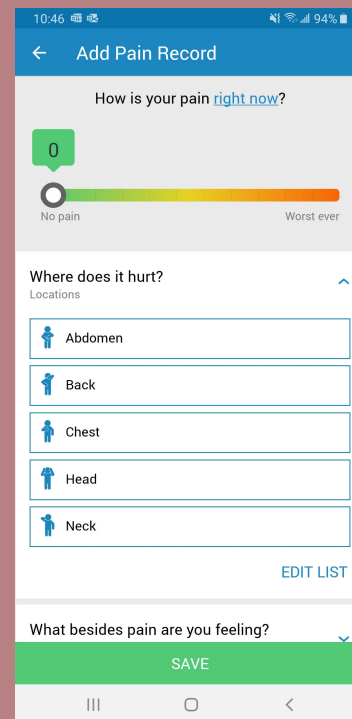 10:46 94%
Add Pain Record
How is your pain right now?
0
No pain Worst ever
Where does it hurt?
Locations
Abdomen
Back
Chest
Head
Neck
EDIT LIST
What besides pain are you feeling?
SAVE